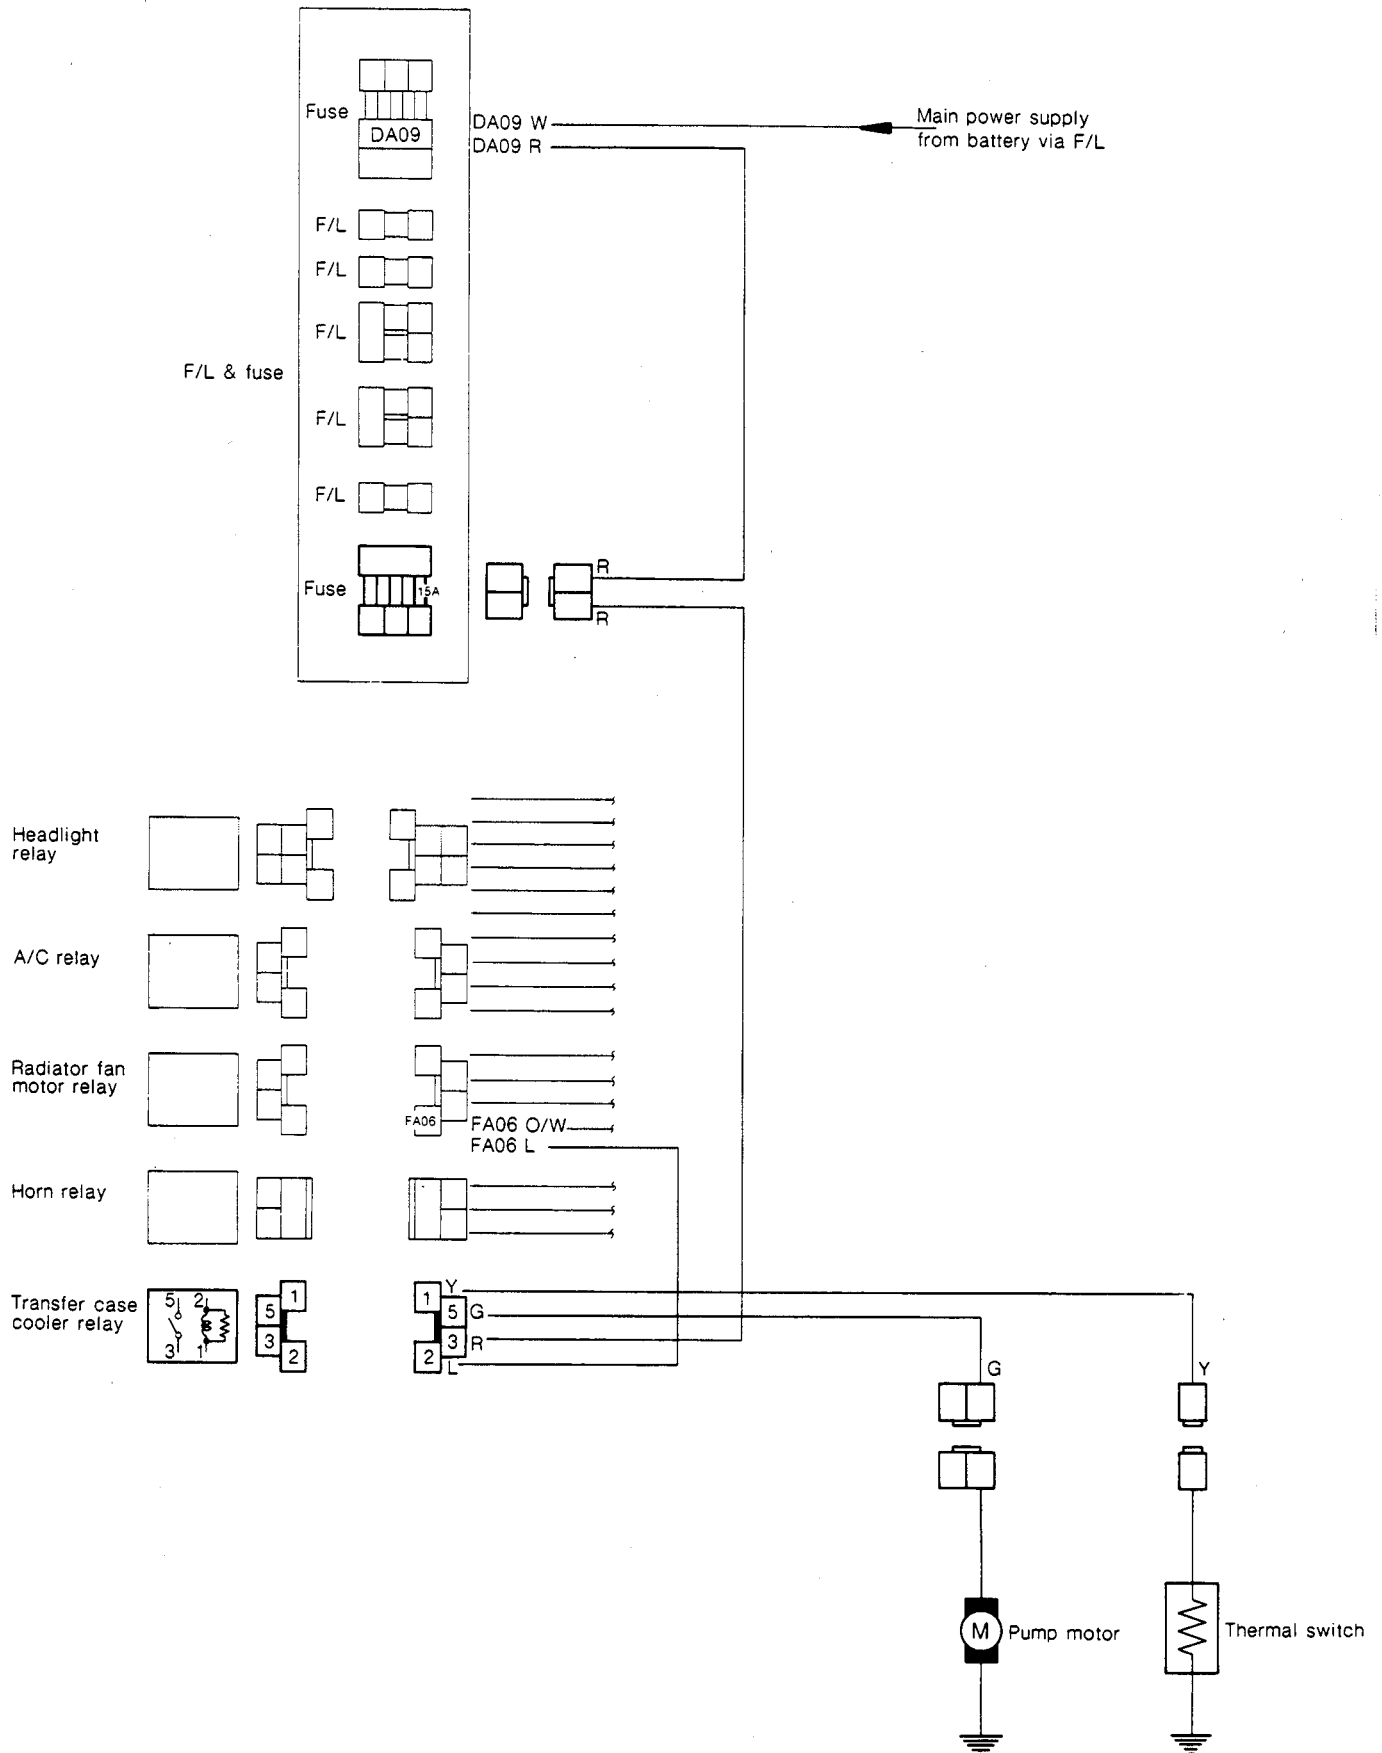 Fuse
DA09
DA09 W
DA09 R
Main power supply
from battery via F/L
F/L
F/L
F/L
F/L & fuse
F/L
F/L
Fuse
15A
R
R
Headlight
relay
A/C relay
Radiator fan
motor relay
FA06
FA06 O/W
FA06 L
Horn relay
Transfer case
cooler relay
5 2
3 1
1
5
3
2
1
5
3
2
Y
G
R
L
G
Y
M
Pump motor
Thermal switch